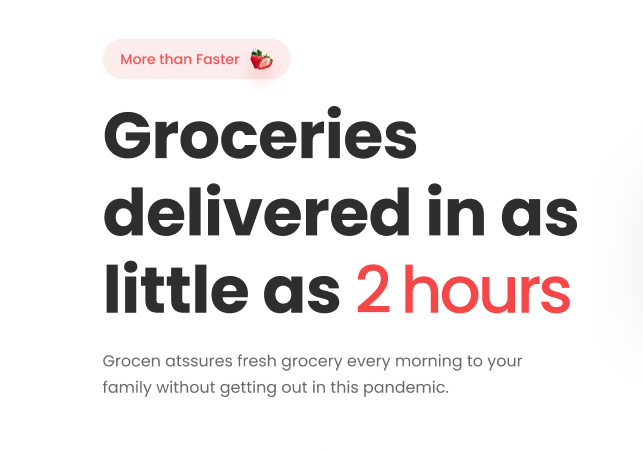 More than Faster
Groceries
delivered in as
little as 2 hours
Grocen atssures fresh grocery every morning to your
family without getting out in this pandemic.